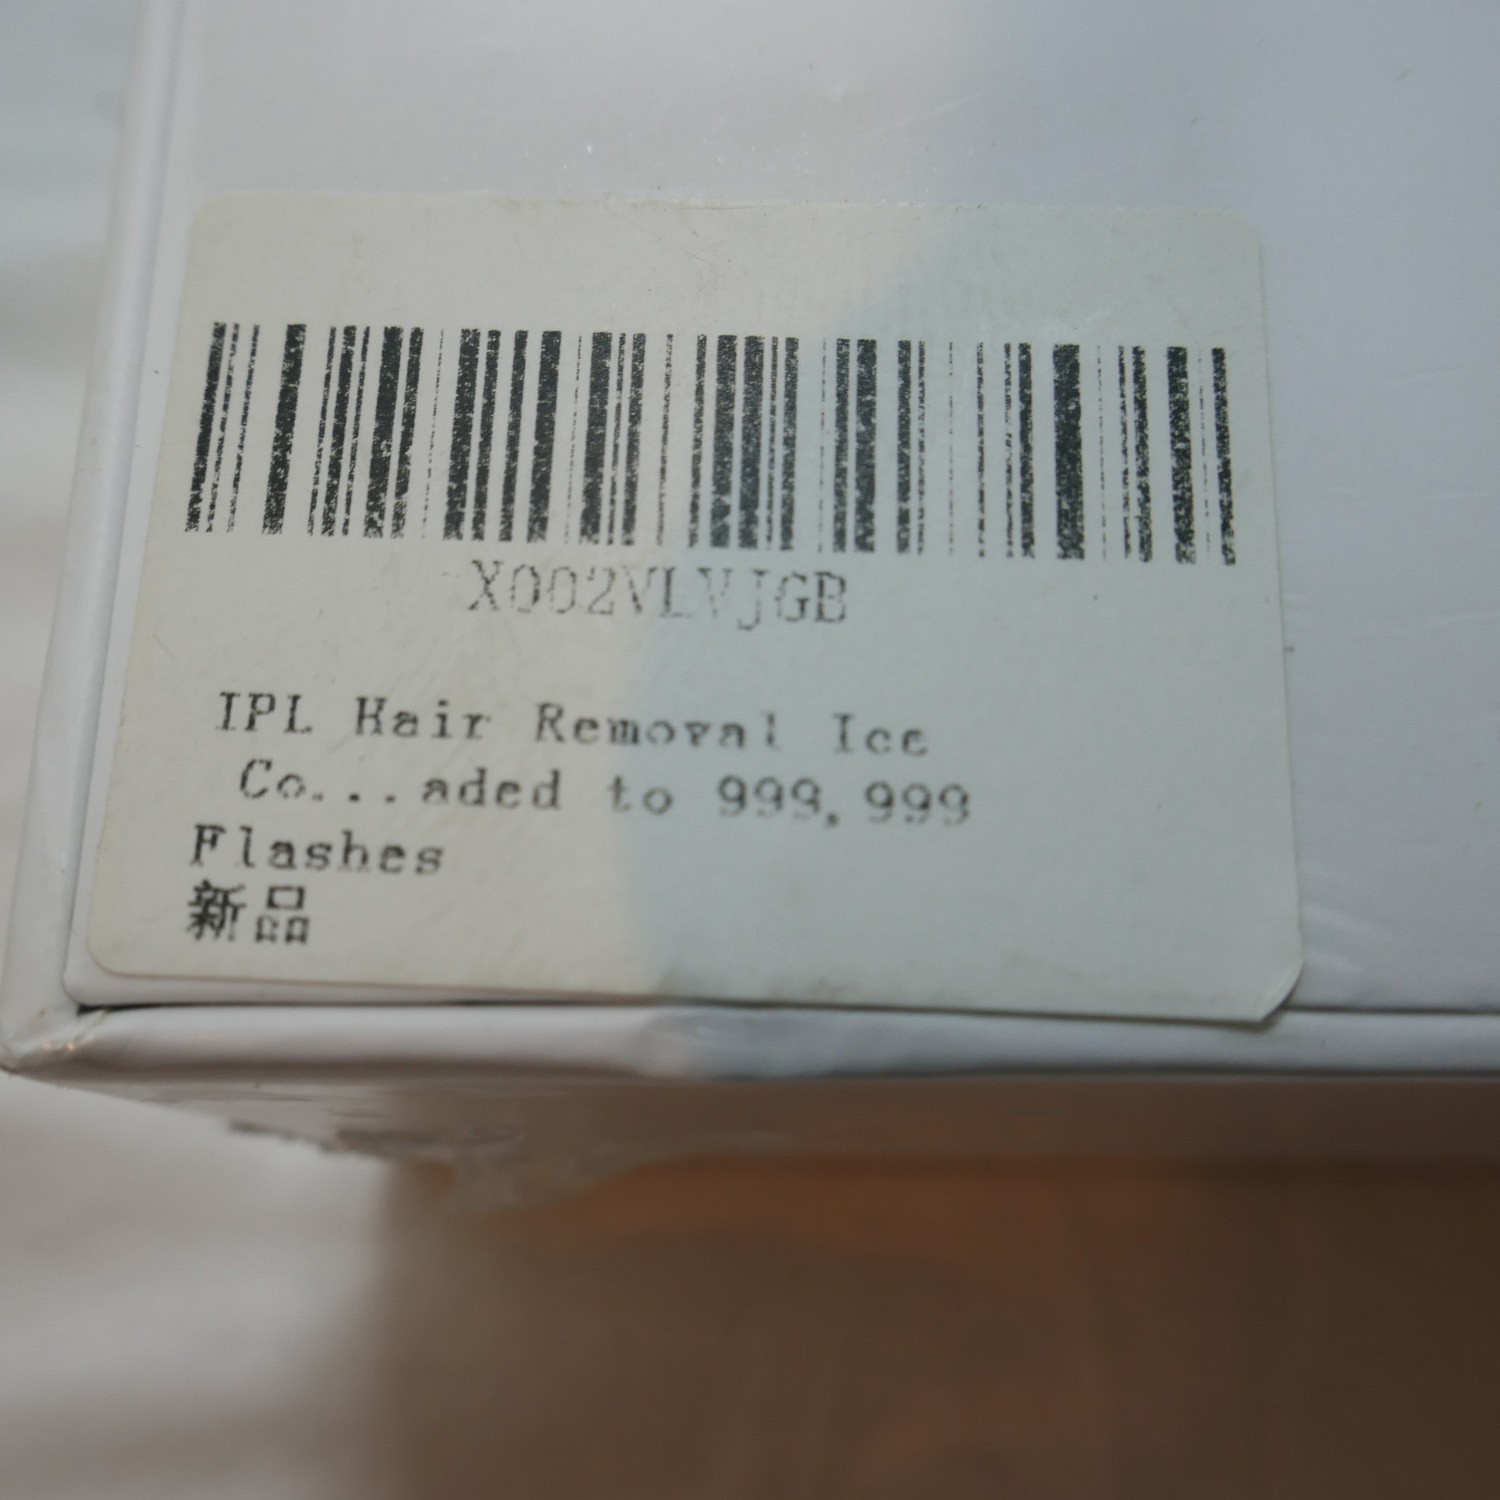 X002VLVJGB
IPL Hair Removal Ice
Co...aded to 999,999
Flashes
新品